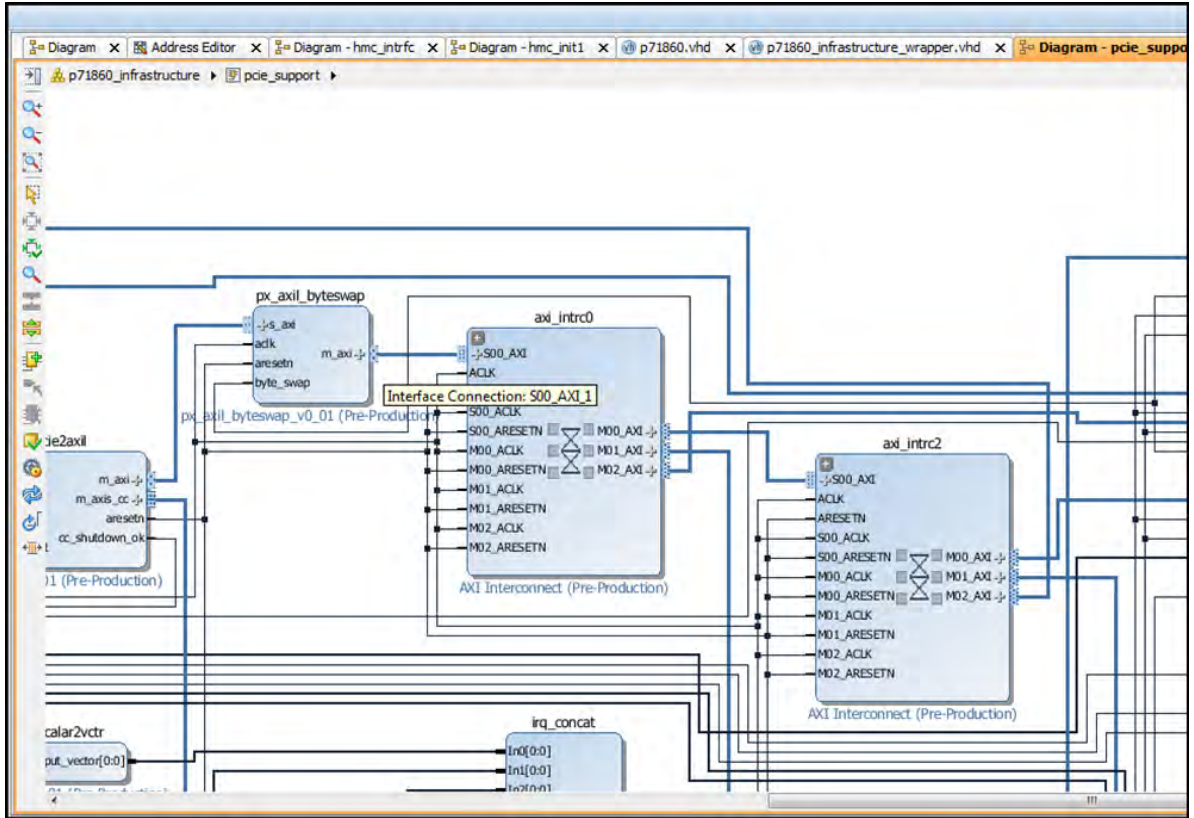 Diagram
Address Editor
Diagram - hmc_intrfc
Diagram - hmc_init1
p71860.vhd
p71860_infrastructure_wrapper.vhd
Diagram - pcie_suppo
p71860_infrastructure
pcie_support
px_axil_byteswap
s_axi
aclk
aresetn
byte_swap
m_axi
px_axil_byteswap_v0_01 (Pre-Production)
axi_intrc0
S00_AXI
ACLK
Interface Connection: S00_AXI_1
S00_ACLK
S00_ARESETN
M00_ACLK
M00_ARESETN
M01_ACLK
M01_ARESETN
M02_ACLK
M02_ARESETN
M00_AXI
M01_AXI
M02_AXI
AXI Interconnect (Pre-Production)
cie2axil
m_axi
m_axis_cc
aresetn
cc_shutdown_ok
01 (Pre-Production)
axi_intrc2
S00_AXI
ACLK
ARESETN
S00_ACLK
S00_ARESETN
M00_ACLK
M00_ARESETN
M01_ACLK
M01_ARESETN
M02_ACLK
M02_ARESETN
M00_AXI
M01_AXI
M02_AXI
AXI Interconnect (Pre-Production)
calar2vctr
put_vector[0:0]
irq_concat
In0[0:0]
In1[0:0]
In2[0:0]